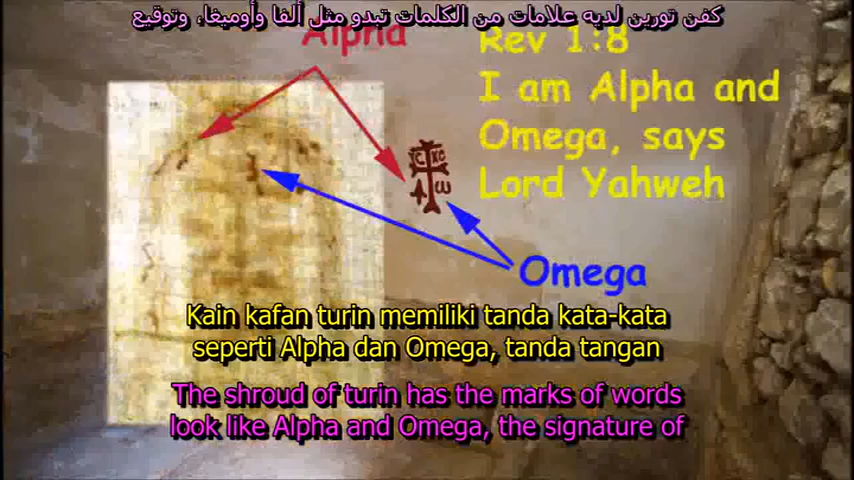 كفن تورين لديه علامات من الكلمات تبدو مثل ألفا وأوميغا، وتوقيع
Alpha
Rev 1:8
I am Alpha and
Omega, says
Lord Yahweh
IC XC
ω
Omega
Kain kafan turin memiliki tanda kata-kata
seperti Alpha dan Omega, tanda tangan
The shroud of turin has the marks of words
look like Alpha and Omega, the signature of